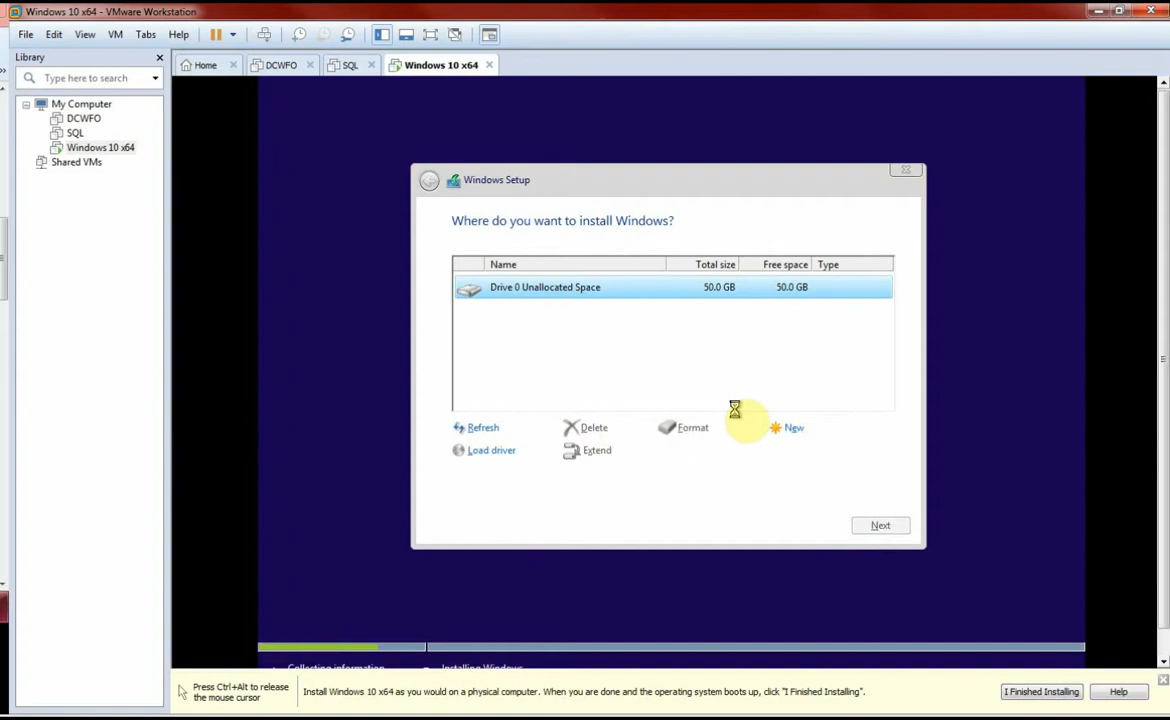 Windows 10 x64 - VMware Workstation
File Edit View VM Tabs Help
Library
Type here to search
My Computer
DCWFO
SQL
Windows 10 x64
Shared VMs
Home DCWFO SQL Windows 10 x64
Windows Setup
Where do you want to install Windows?
Name Total size Free space Type
Drive 0 Unallocated Space 50.0 GB 50.0 GB
Refresh Delete Format New
Load driver Extend
Next
Collecting information Installing Windows
Press Ctrl+Alt to release
the mouse cursor
Install Windows 10 x64 as you would on a physical computer. When you are done and the operating system boots up, click "I Finished Installing".
I Finished Installing Help